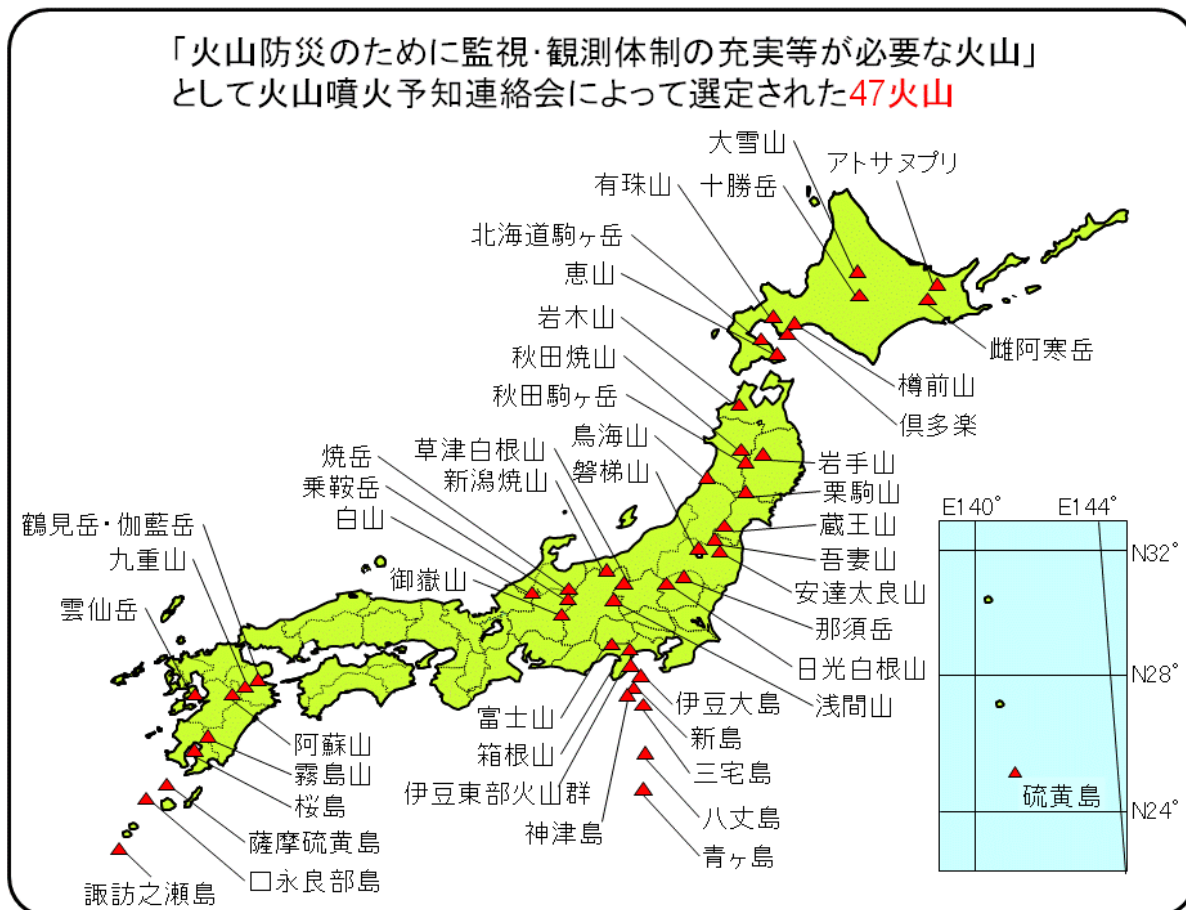 「火山防災のために監視・観測体制の充実等が必要な火山」
として火山噴火予知連絡会によって選定された47火山
大雪山
アトサヌプリ
有珠山
十勝岳
北海道駒ヶ岳
恵山
岩木山
雌阿寒岳
秋田焼山
樽前山
秋田駒ヶ岳
倶多楽
鳥海山
草津白根山
焼岳
磐梯山
岩手山
新潟焼山
乗鞍岳
栗駒山
白山
鶴見岳・伽藍岳
蔵王山
九重山
吾妻山
御嶽山
安達太良山
雲仙岳
那須岳
日光白根山
浅間山
伊豆大島
富士山
新島
阿蘇山
箱根山
霧島山
三宅島
伊豆東部火山群
桜島
八丈島
神津島
薩摩硫黄島
青ヶ島
口永良部島
諏訪之瀬島
E140° E144°
N32°
N28°
硫黄島
N24°